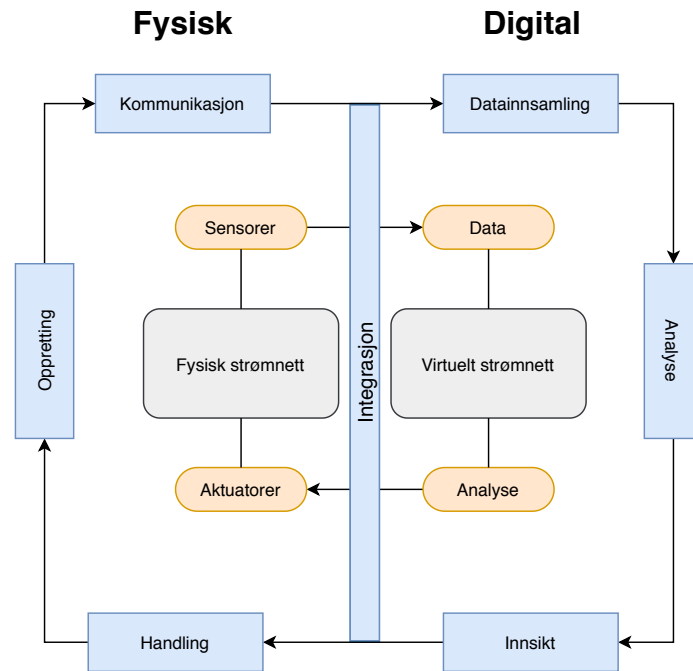 Fysisk
Digital
Kommunikasjon
Datainnsamling
Sensorer
Data
Oppretting
Fysisk strømnett
Integrasjon
Virtuelt strømnett
Analyse
Aktuatorer
Analyse
Handling
Innsikt